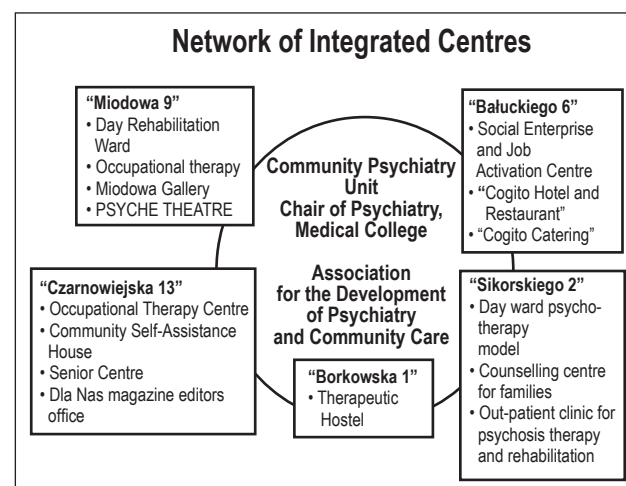 Network of Integrated Centres
“Miodowa 9”
• Day Rehabilitation
Ward
• Occupational therapy
• Miodowa Gallery
• PSYCHE THEATRE
“Bałuckiego 6”
• Social Enterprise
and Job
Activation Centre
• “Cogito Hotel and
Restaurant”
• “Cogito Catering”
Community Psychiatry
Unit
Chair of Psychiatry,
Medical College
Association
for the Development
of Psychiatry
and Community Care
“Czarnowiejska 13”
• Occupational Therapy Centre
• Community Self-Assistance
House
• Senior Centre
• Dla Nas magazine editors
office
“Borkowska 1”
• Therapeutic
Hostel
“Sikorskiego 2”
• Day ward psycho-
therapy
model
• Counselling centre
for families
• Out-patient clinic for
psychosis therapy
and rehabilitation